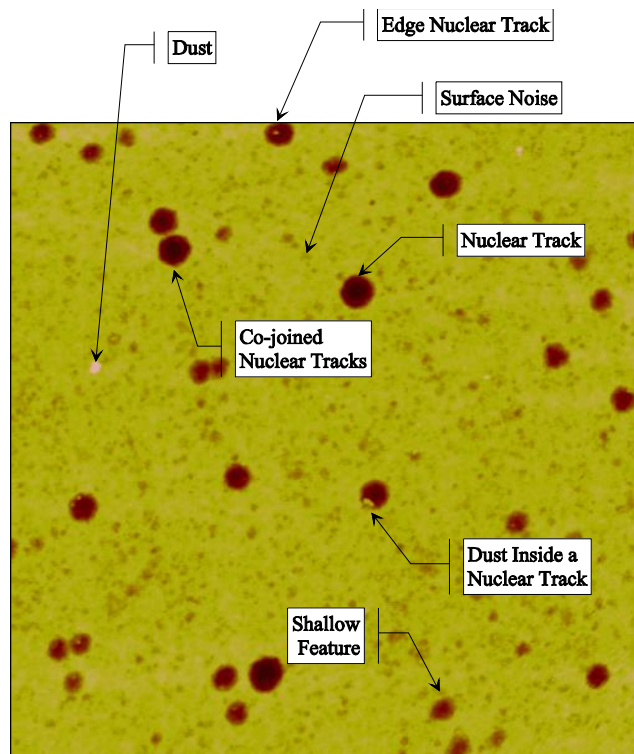 Edge Nuclear Track
Dust
Surface Noise
Nuclear Track
Co-joined
Nuclear Tracks
Dust Inside a
Nuclear Track
Shallow
Feature